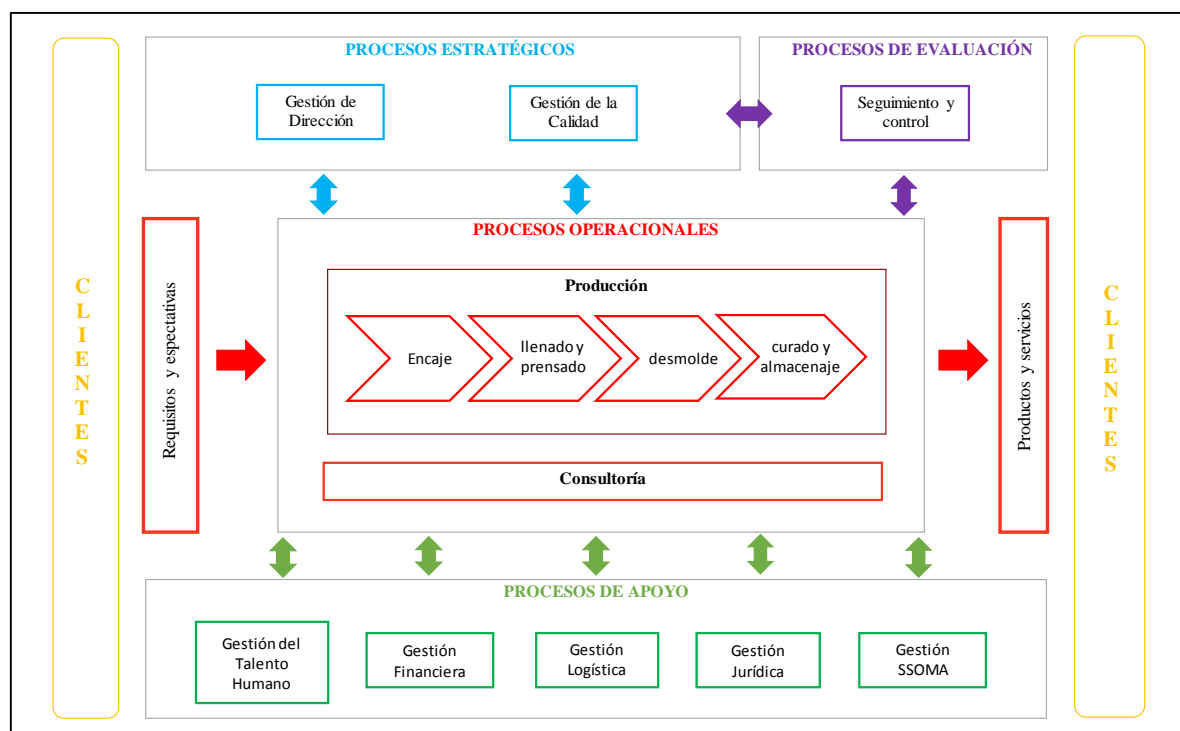 CLIENTES
PROCESOS ESTRATÉGICOS
Gestión de
Dirección
Gestión de la
Calidad
PROCESOS DE EVALUACIÓN
Seguimiento y
control
Requisitos y espectativas
PROCESOS OPERACIONALES
Producción
Encaje
llenado y
prensado
desmolde
curado y
almacenaje
Consultoría
Productos y servicios
PROCESOS DE APOYO
Gestión del
Talento
Humano
Gestión
Financiera
Gestión
Logística
Gestión
Jurídica
Gestión
SSOMA
CLIENTES